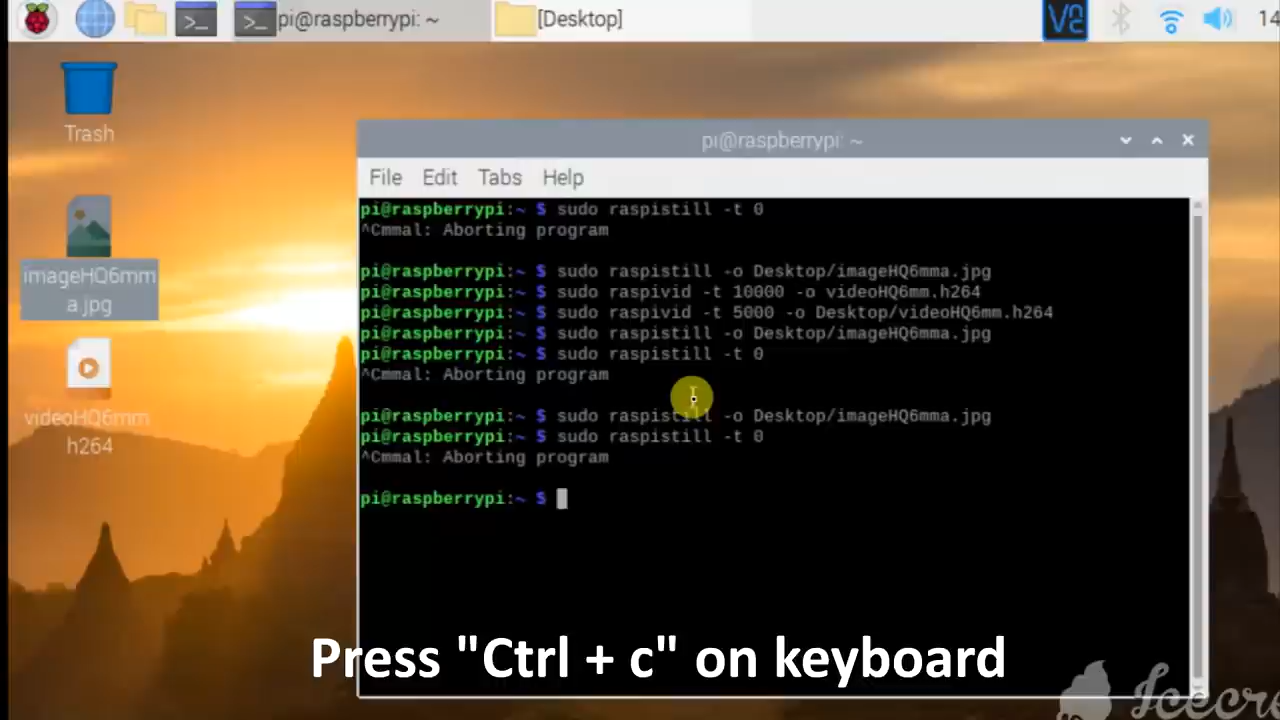 pi@raspberrypi: ~
[Desktop]
14
Trash
imageHQ6mm
a.jpg
videoHQ6mm
h264
pi@raspberrypi: ~
File Edit Tabs Help
pi@raspberrypi:~ $ sudo raspistill -t 0
^Cmmal: Aborting program
pi@raspberrypi:~ $ sudo raspistill -o Desktop/imageHQ6mma.jpg
pi@raspberrypi:~ $ sudo raspivid -t 10000 -o videoHQ6mm.h264
pi@raspberrypi:~ $ sudo raspivid -t 5000 -o Desktop/videoHQ6mm.h264
pi@raspberrypi:~ $ sudo raspistill -o Desktop/imageHQ6mma.jpg
pi@raspberrypi:~ $ sudo raspistill -t 0
^Cmmal: Aborting program
pi@raspberrypi:~ $ sudo raspistill -o Desktop/imageHQ6mma.jpg
pi@raspberrypi:~ $ sudo raspistill -t 0
^Cmmal: Aborting program
pi@raspberrypi:~ $
Press "Ctrl + c" on keyboard
Icecre